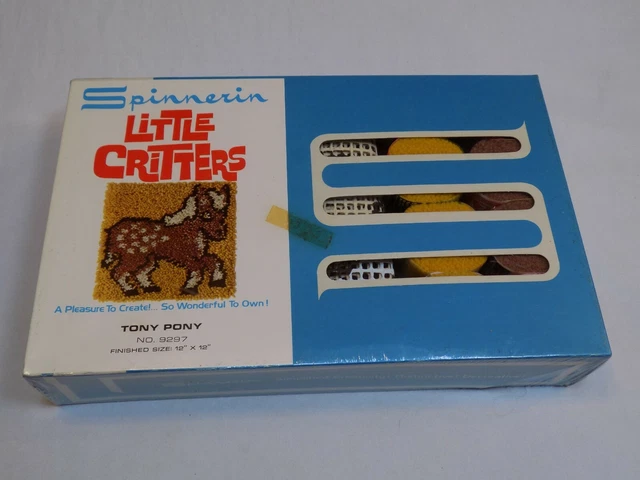 Spinnerin
LiTTLE
CRiTTERS
A Pleasure To Create!... So Wonderful To Own!
TONY PONY
NO. 9297
FINISHED SIZE: 12" X 12"